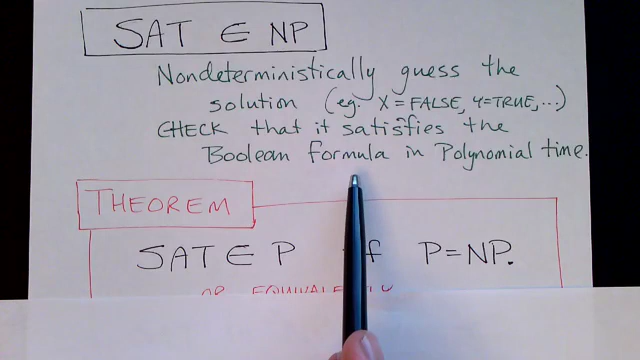 SAT ∈ NP
Nondeterministically guess the
solution (eg. X=FALSE, Y=TRUE,...)
CHECK that it satisfies the
Boolean formula in Polynomial time.
THEOREM
SAT ∈ P P=NP.